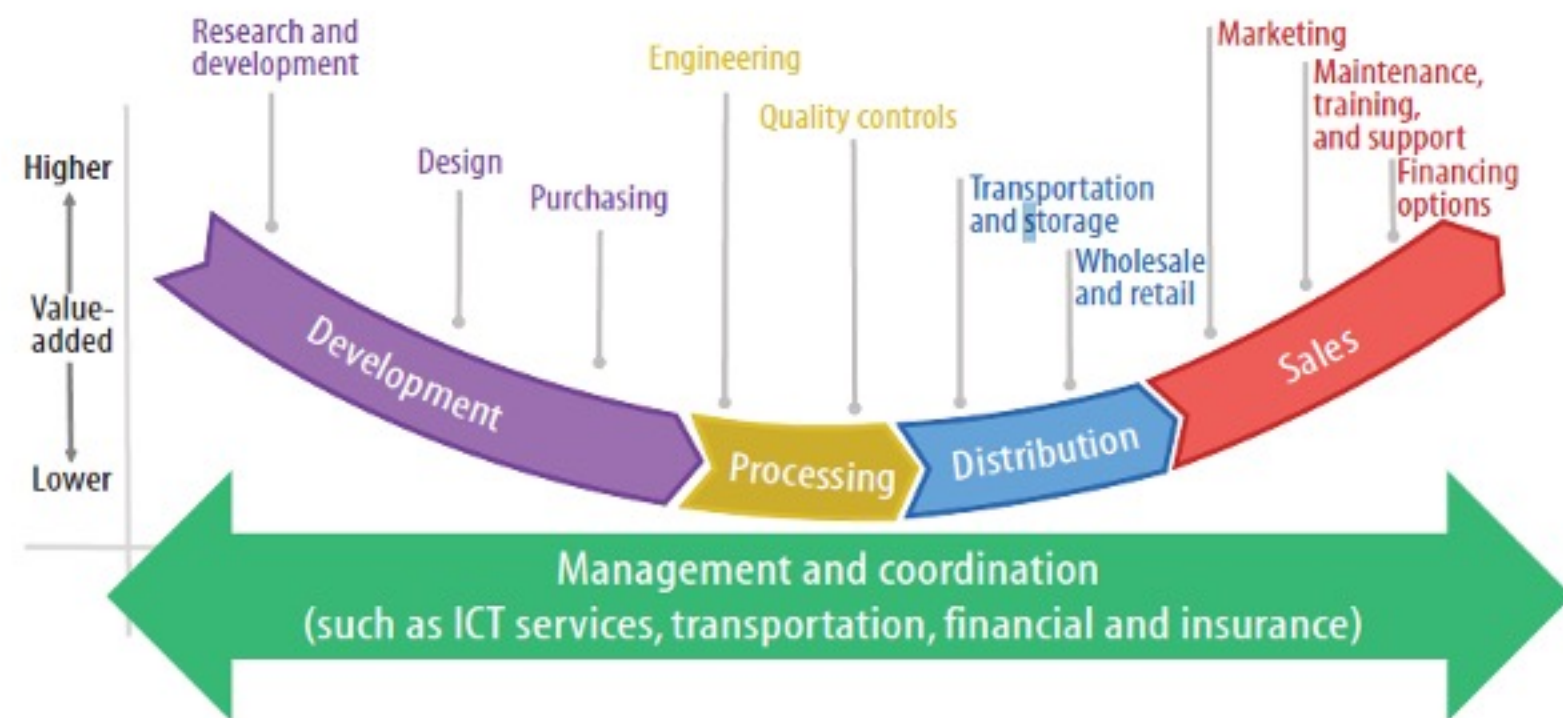 Research and
development
Engineering
Quality controls
Design
Purchasing
Transportation
and storage
Wholesale
and retail
Marketing
Maintenance,
training,
and support
Financing
options
Higher
Value-
added
Lower
Development
Processing
Distribution
Sales
Management and coordination
(such as ICT services, transportation, financial and insurance)